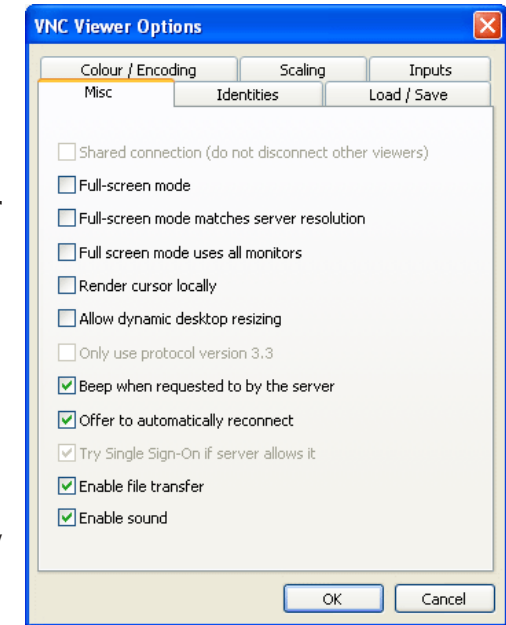 VNC Viewer Options
Colour / Encoding Scaling Inputs
Misc Identities Load / Save
Shared connection (do not disconnect other viewers)
Full-screen mode
Full-screen mode matches server resolution
Full screen mode uses all monitors
Render cursor locally
Allow dynamic desktop resizing
Only use protocol version 3.3
Beep when requested to by the server
Offer to automatically reconnect
Try Single Sign-On if server allows it
Enable file transfer
Enable sound
OK Cancel